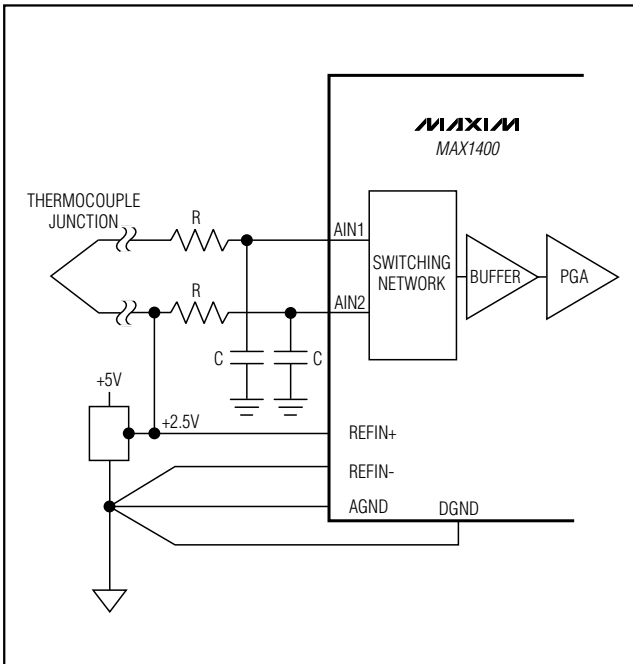 MAXIM
MAX1400
THERMOCOUPLE
JUNCTION
R
AIN1
SWITCHING
NETWORK
BUFFER
PGA
R
AIN2
C
C
+5V
+2.5V
REFIN+
REFIN-
AGND
DGND